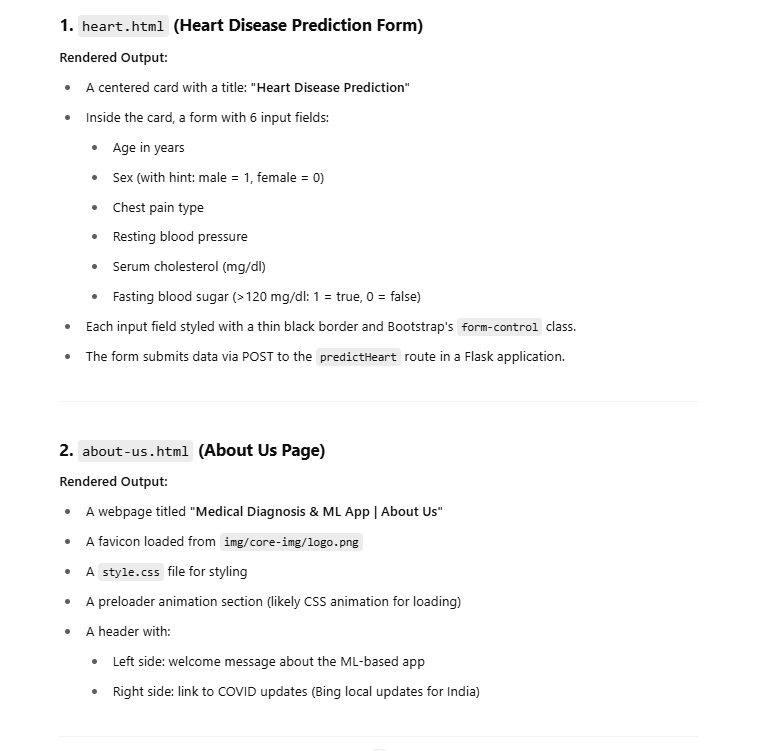 1. heart.html (Heart Disease Prediction Form)
Rendered Output:
A centered card with a title: "Heart Disease Prediction"
Inside the card, a form with 6 input fields:
Age in years
Sex (with hint: male = 1, female = 0)
Chest pain type
Resting blood pressure
Serum cholesterol (mg/dl)
Fasting blood sugar (>120 mg/dl: 1 = true, 0 = false)
Each input field styled with a thin black border and Bootstrap's form-control class.
The form submits data via POST to the predictHeart route in a Flask application.
2. about-us.html (About Us Page)
Rendered Output:
A webpage titled "Medical Diagnosis & ML App | About Us"
A favicon loaded from img/core-img/logo.png
A style.css file for styling
A preloader animation section (likely CSS animation for loading)
A header with:
Left side: welcome message about the ML-based app
Right side: link to COVID updates (Bing local updates for India)